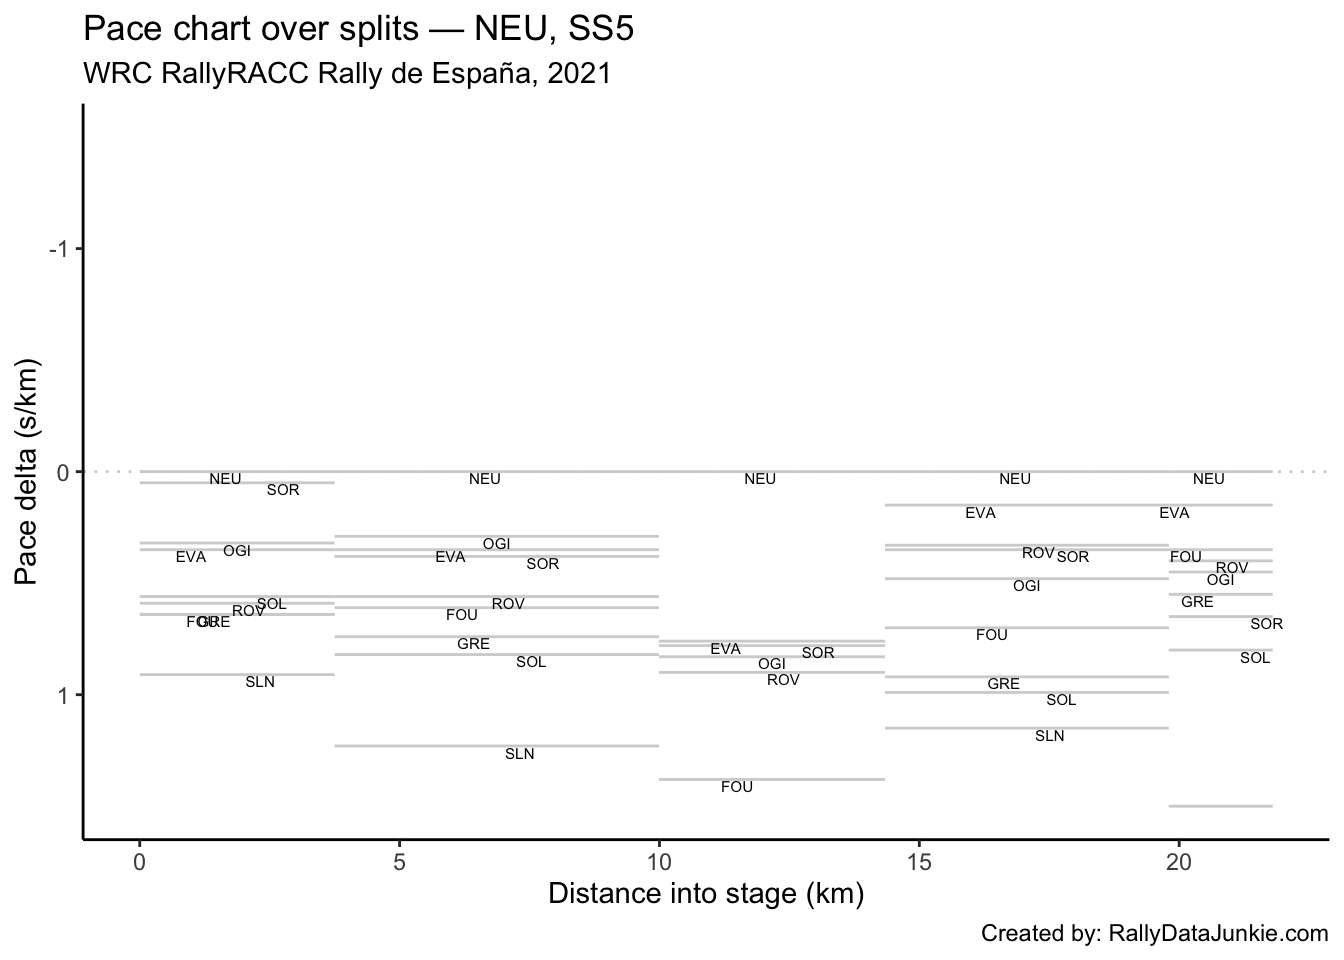 Pace chart over splits — NEU, SS5
WRC RallyRACC Rally de España, 2021
Pace delta (s/km)
-1
0
1
NEU NEU NEU NEU NEU
SOR
EVA OGI
SOL
ROV
FOU GRE
SLN
OGI
EVA SOR
ROV
FOU
GRE
SOL
SLN
EVA SOR
OGI
ROV
FOU
EVA
ROV SOR
OGI
FOU
GRE
SOL
SLN
EVA
FOU
ROV
OGI
GRE
SOR
SOL
0 5 10 15 20
Distance into stage (km)
Created by: RallyDataJunkie.com